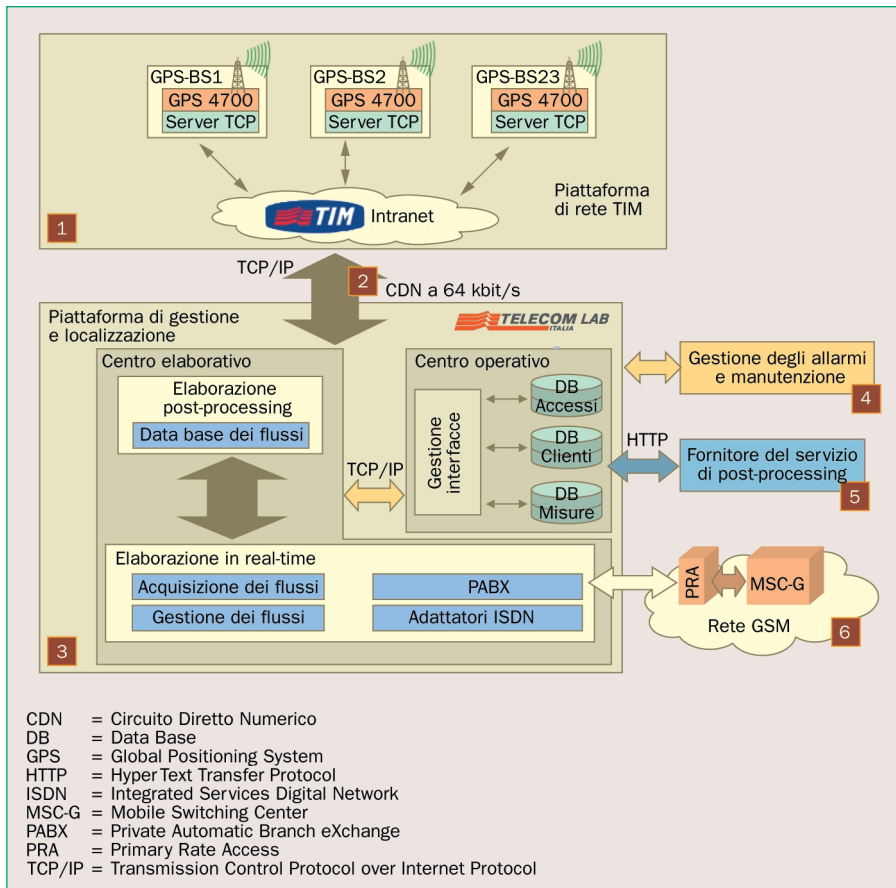 GPS-BS1
GPS 4700
Server TCP
GPS-BS2
GPS 4700
Server TCP
GPS-BS23
GPS 4700
Server TCP
TIM Intranet
Piattaforma
di rete TIM
1
TCP/IP
2
CDN a 64 kbit/s
Piattaforma di gestione
e localizzazione
TELECOM LAB
ITALIA
Centro elaborativo
Elaborazione
post-processing
Data base dei flussi
TCP/IP
Centro operativo
Gestione
interfacce
DB
Accessi
DB
Clienti
DB
Misure
Gestione degli allarmi
e manutenzione
4
HTTP
Fornitore del servizio
di post-processing
5
Elaborazione in real-time
Acquisizione dei flussi
PABX
Gestione dei flussi
Adattatori ISDN
3
PRA
MSC-G
Rete GSM
6
CDN = Circuito Diretto Numerico
DB = Data Base
GPS = Global Positioning System
HTTP = HyperText Transfer Protocol
ISDN = Integrated Services Digital Network
MSC-G = Mobile Switching Center
PABX = Private Automatic Branch eXchange
PRA = Primary Rate Access
TCP/IP = Transmission Control Protocol over Internet Protocol